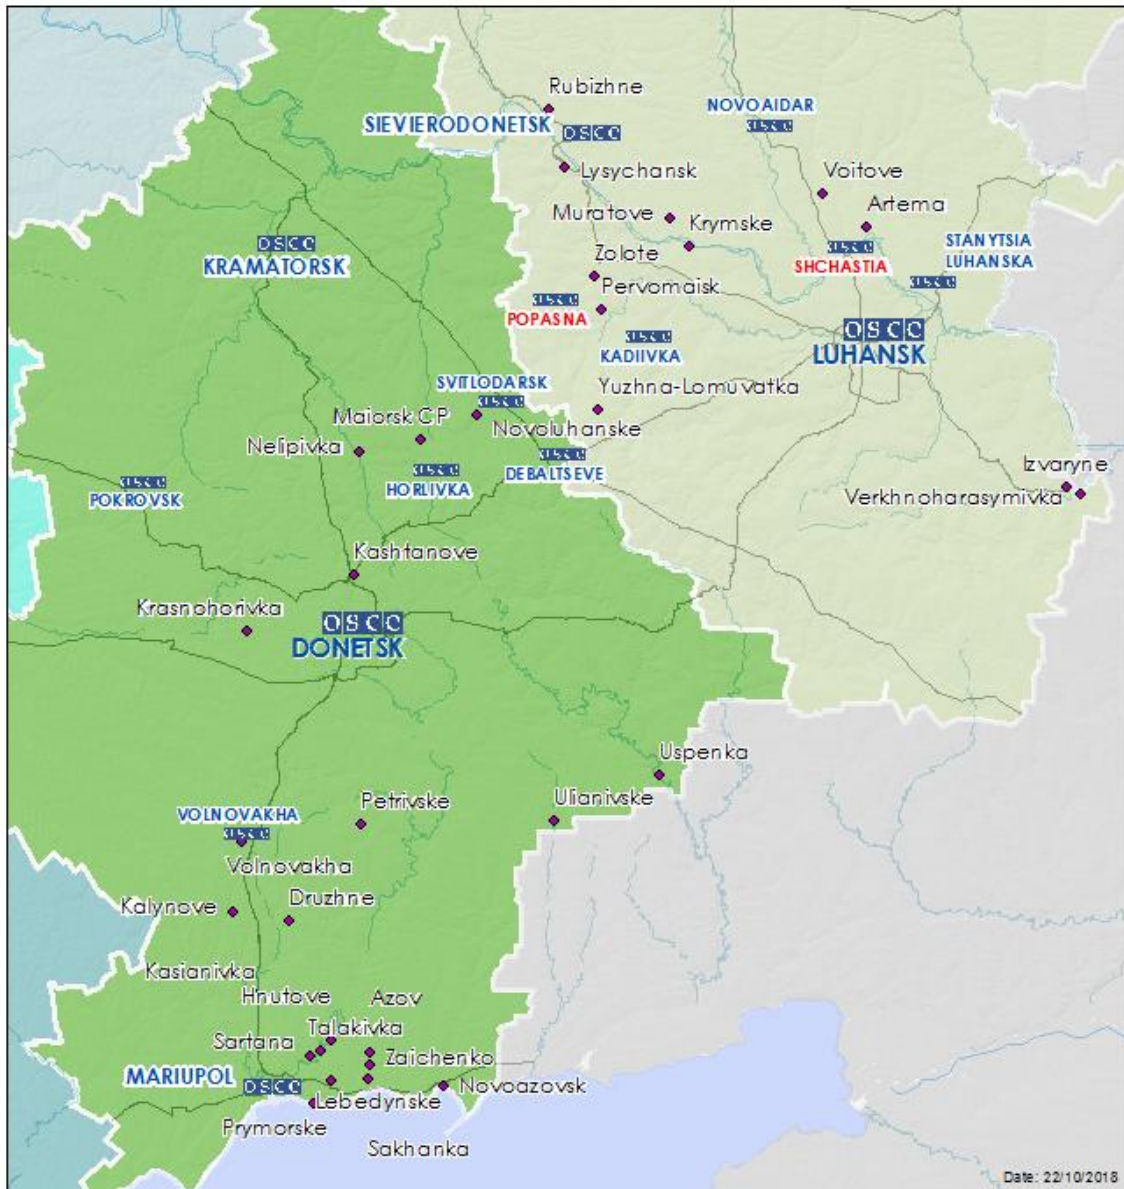 Rubizhne
NOVOAIDAR
SIEVIERODONETSK
OSCE
Lysychansk
Voitove
Artema
Muratove
Krymske
STANYTSIA
LUHANSKA
OSCE
KRAMATORSK
Zolote
SHCHASTIA
Pervomaisk
POPASNA
OSCE
LUHANSK
KADIIVKA
SVITLODARSK
Yuzhna-Lomuvatka
Maiorsk CP
Novoluhanske
Nelipivka
HORLIVKA
DEBALTSEVE
Izvaryne
Verkhnoharasymivka
POKROVSK
Kashtanove
Krasnohorivka
OSCE
DONETSK
Uspenka
Petrivske
Ulianivske
VOLNOVAKHA
Volnovakha
Druzhne
Kalynove
Kasianivka
Hnutove
Azov
Talakivka
Sartana
Zaichenko
MARIUPOL
OSCE
Novoazovsk
Lebedynske
Prymorske
Sakhanka
Date: 22/10/2018